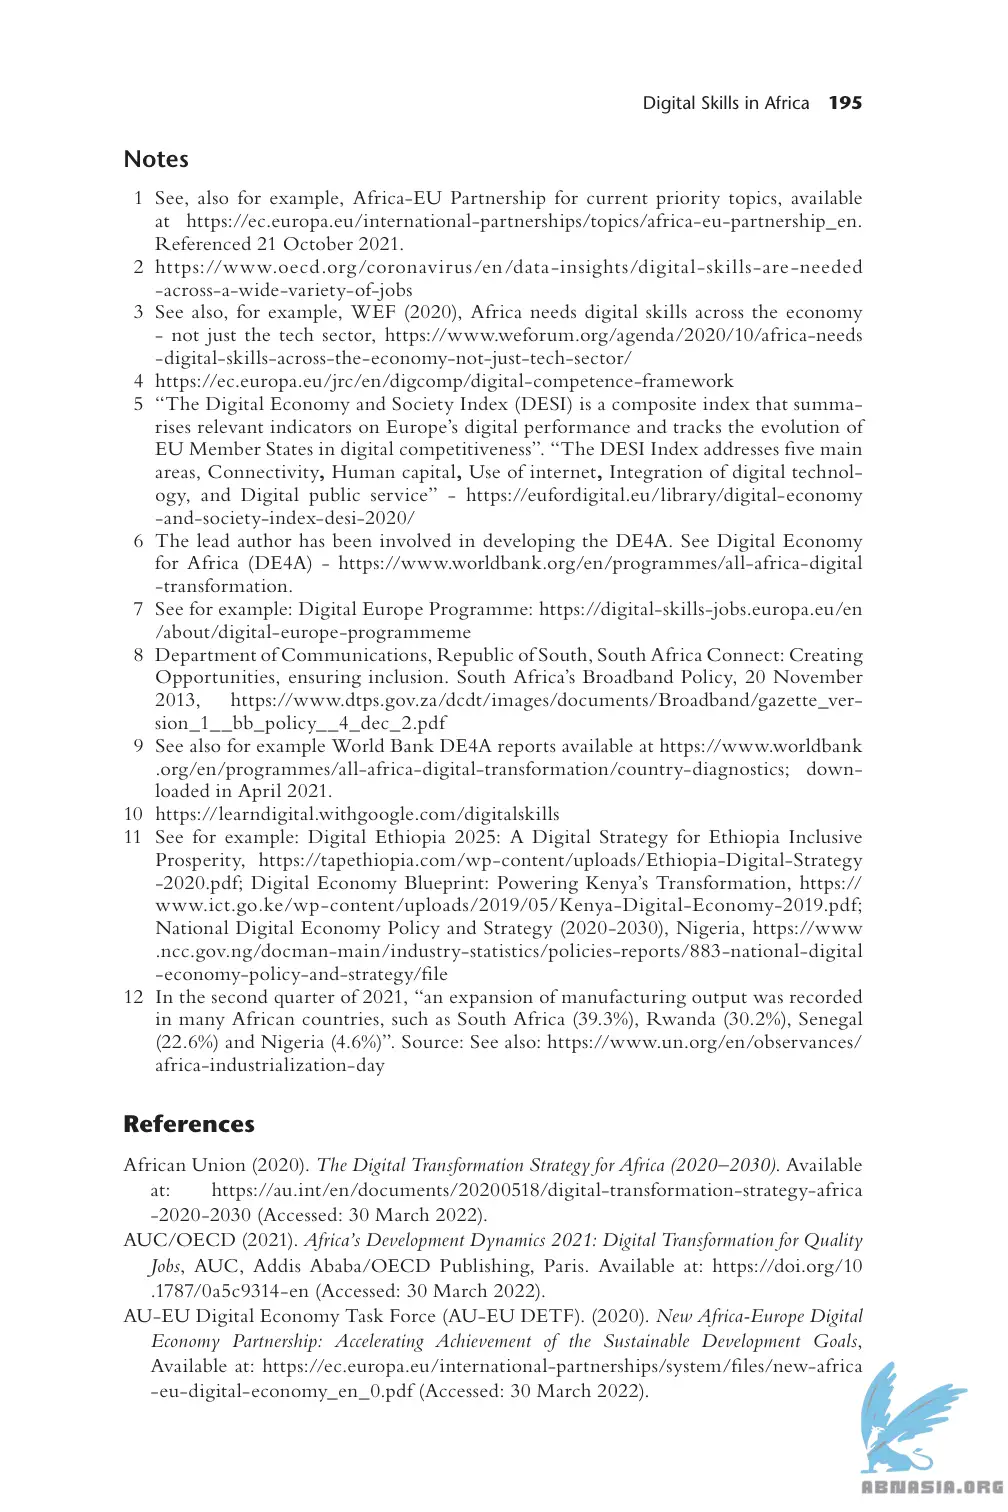 Digital Skills in Africa 195
Notes
1 See, also for example, Africa-EU Partnership for current priority topics, available
at https://ec.europa.eu/international-partnerships/topics/africa-eu-partnership_en.
Referenced 21 October 2021.
2 https://www.oecd.org/coronavirus/en/data-insights/digital-skills-are-needed
-across-a-wide-variety-of-jobs
3 See also, for example, WEF (2020), Africa needs digital skills across the economy
- not just the tech sector, https://www.weforum.org/agenda/2020/10/africa-needs
-digital-skills-across-the-economy-not-just-tech-sector/
4 https://ec.europa.eu/jrc/en/digcomp/digital-competence-framework
5 “The Digital Economy and Society Index (DESI) is a composite index that summa-
rises relevant indicators on Europe’s digital performance and tracks the evolution of
EU Member States in digital competitiveness”. “The DESI Index addresses five main
areas, Connectivity, Human capital, Use of internet, Integration of digital technol-
ogy, and Digital public service” - https://eufordigital.eu/library/digital-economy
-and-society-index-desi-2020/
6 The lead author has been involved in developing the DE4A. See Digital Economy
for Africa (DE4A) - https://www.worldbank.org/en/programmes/all-africa-digital
-transformation.
7 See for example: Digital Europe Programme: https://digital-skills-jobs.europa.eu/en
/about/digital-europe-programmeme
8 Department of Communications, Republic of South, South Africa Connect: Creating
Opportunities, ensuring inclusion. South Africa’s Broadband Policy, 20 November
2013, https://www.dtps.gov.za/dcdt/images/documents/Broadband/gazette_ver-
sion_1__bb_policy__4_dec_2.pdf
9 See also for example World Bank DE4A reports available at https://www.worldbank
.org/en/programmes/all-africa-digital-transformation/country-diagnostics; down-
loaded in April 2021.
10 https://learndigital.withgoogle.com/digitalskills
11 See for example: Digital Ethiopia 2025: A Digital Strategy for Ethiopia Inclusive
Prosperity, https://tapethiopia.com/wp-content/uploads/Ethiopia-Digital-Strategy
-2020.pdf; Digital Economy Blueprint: Powering Kenya’s Transformation, https://
www.ict.go.ke/wp-content/uploads/2019/05/Kenya-Digital-Economy-2019.pdf;
National Digital Economy Policy and Strategy (2020-2030), Nigeria, https://www
.ncc.gov.ng/docman-main/industry-statistics/policies-reports/883-national-digital
-economy-policy-and-strategy/file
12 In the second quarter of 2021, “an expansion of manufacturing output was recorded
in many African countries, such as South Africa (39.3%), Rwanda (30.2%), Senegal
(22.6%) and Nigeria (4.6%)”. Source: See also: https://www.un.org/en/observances/
africa-industrialization-day
References
African Union (2020). The Digital Transformation Strategy for Africa (2020–2030). Available
at: https://au.int/en/documents/20200518/digital-transformation-strategy-africa
-2020-2030 (Accessed: 30 March 2022).
AUC/OECD (2021). Africa’s Development Dynamics 2021: Digital Transformation for Quality
Jobs, AUC, Addis Ababa/OECD Publishing, Paris. Available at: https://doi.org/10
.1787/0a5c9314-en (Accessed: 30 March 2022).
AU-EU Digital Economy Task Force (AU-EU DETF). (2020). New Africa-Europe Digital
Economy Partnership: Accelerating Achievement of the Sustainable Development Goals,
Available at: https://ec.europa.eu/international-partnerships/system/files/new-africa
-eu-digital-economy_en_0.pdf (Accessed: 30 March 2022).
ABNASIA.ORG